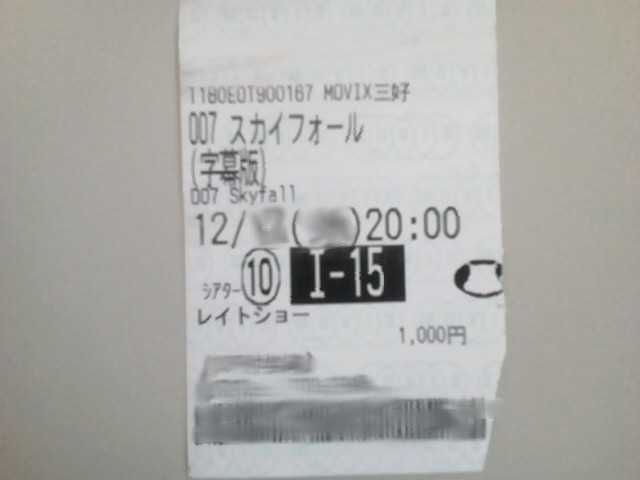 T1B0E0T900167 MOVIX三好
007 スカイフォール
(字幕版)
007 Skyfall
12/ ( )20:00
シアター⑩ I-15
レイトショー
1,000円